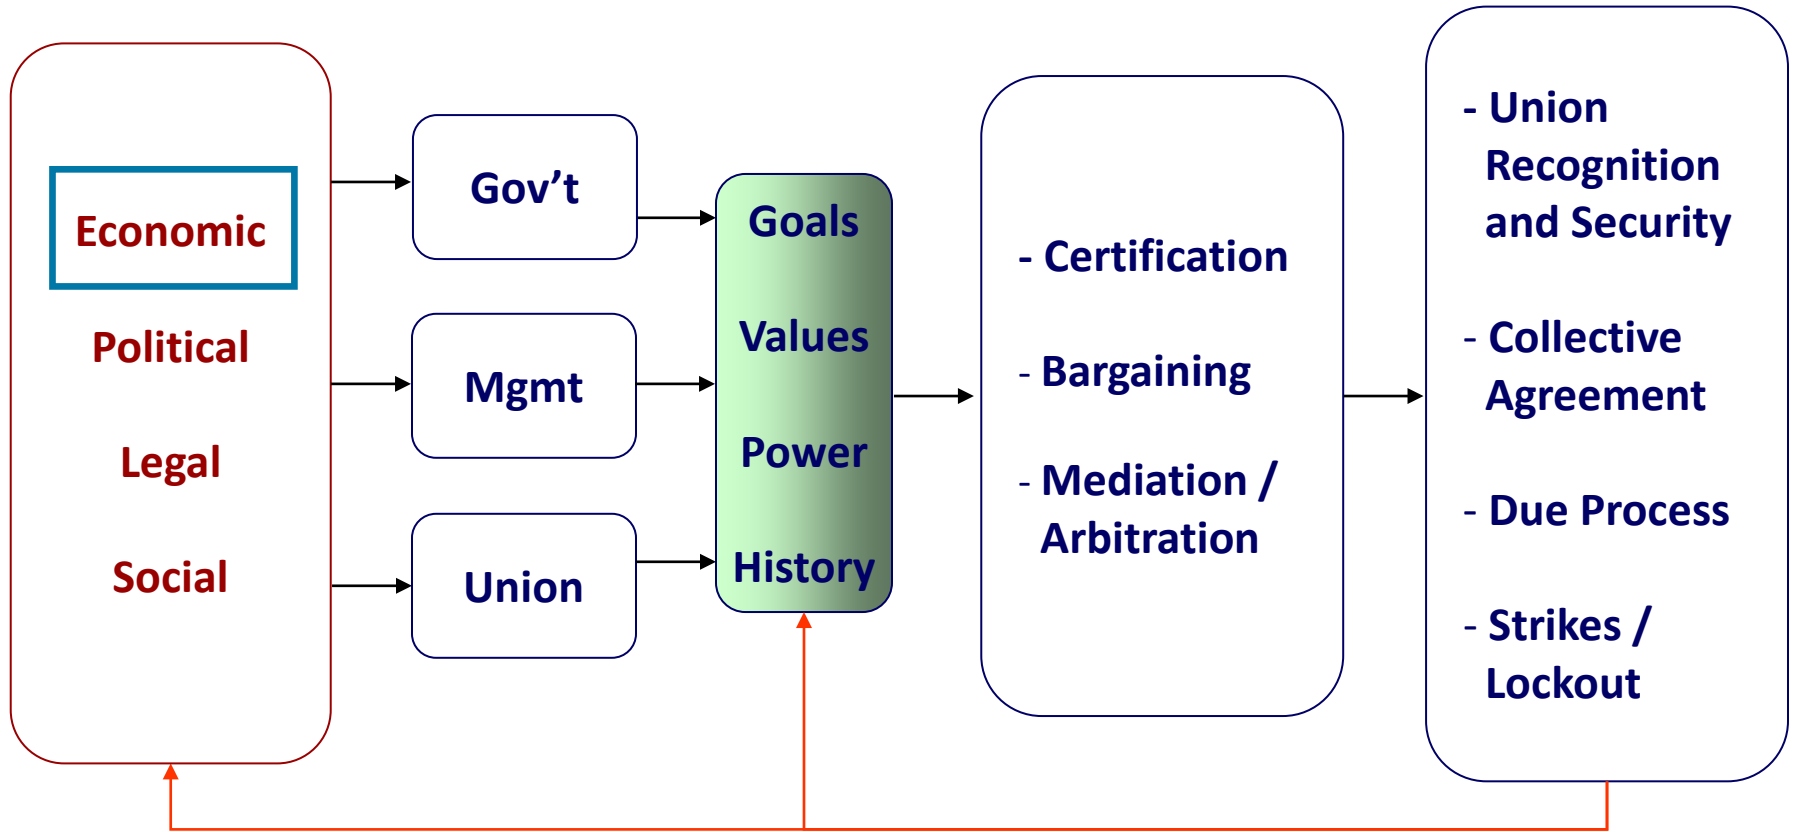 Economic
Political
Legal
Social
Gov’t
Mgmt
Union
Goals
Values
Power
History
- Certification
- Bargaining
- Mediation /
Arbitration
- Union
Recognition
and Security
- Collective
Agreement
- Due Process
- Strikes /
Lockout